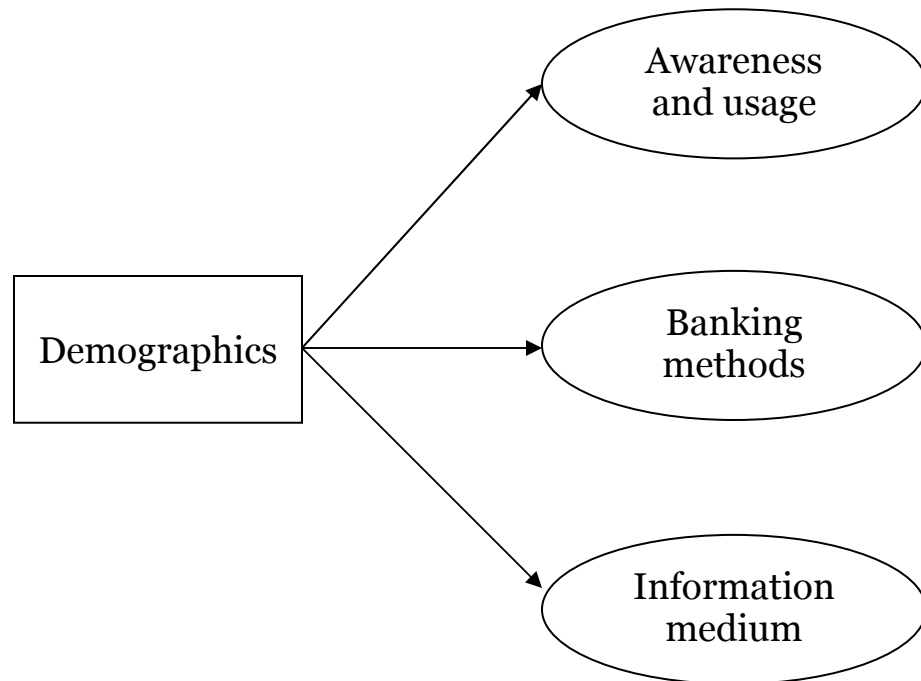 Awareness
and usage
Demographics
Banking
methods
Information
medium